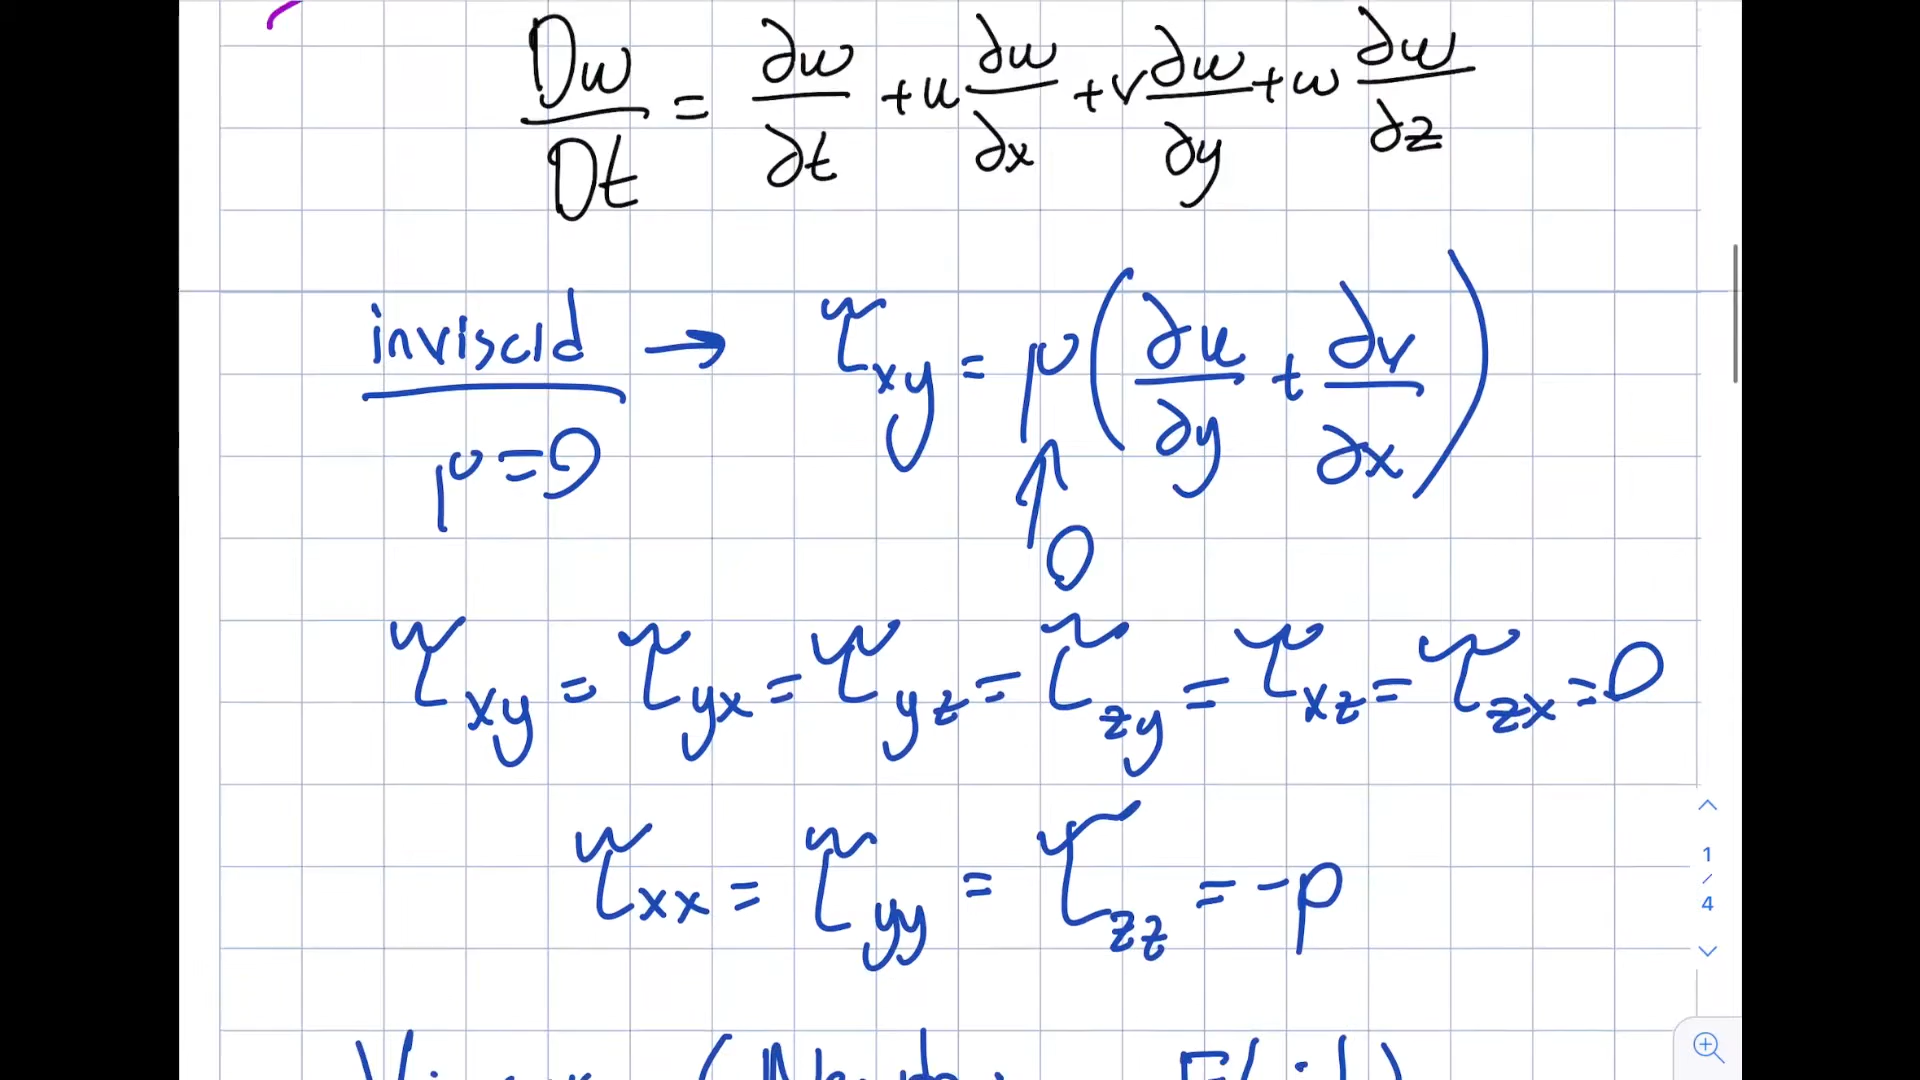 Dw/Dt = ∂w/∂t + u ∂w/∂x + v ∂w/∂y + w ∂w/∂z
inviscid → τxy = μ(∂u/∂y + ∂v/∂x)
μ=0
0
τxy = τyx = τyz = τzy = τxz = τzx = 0
τxx = τyy = τzz = -p
1
/
4